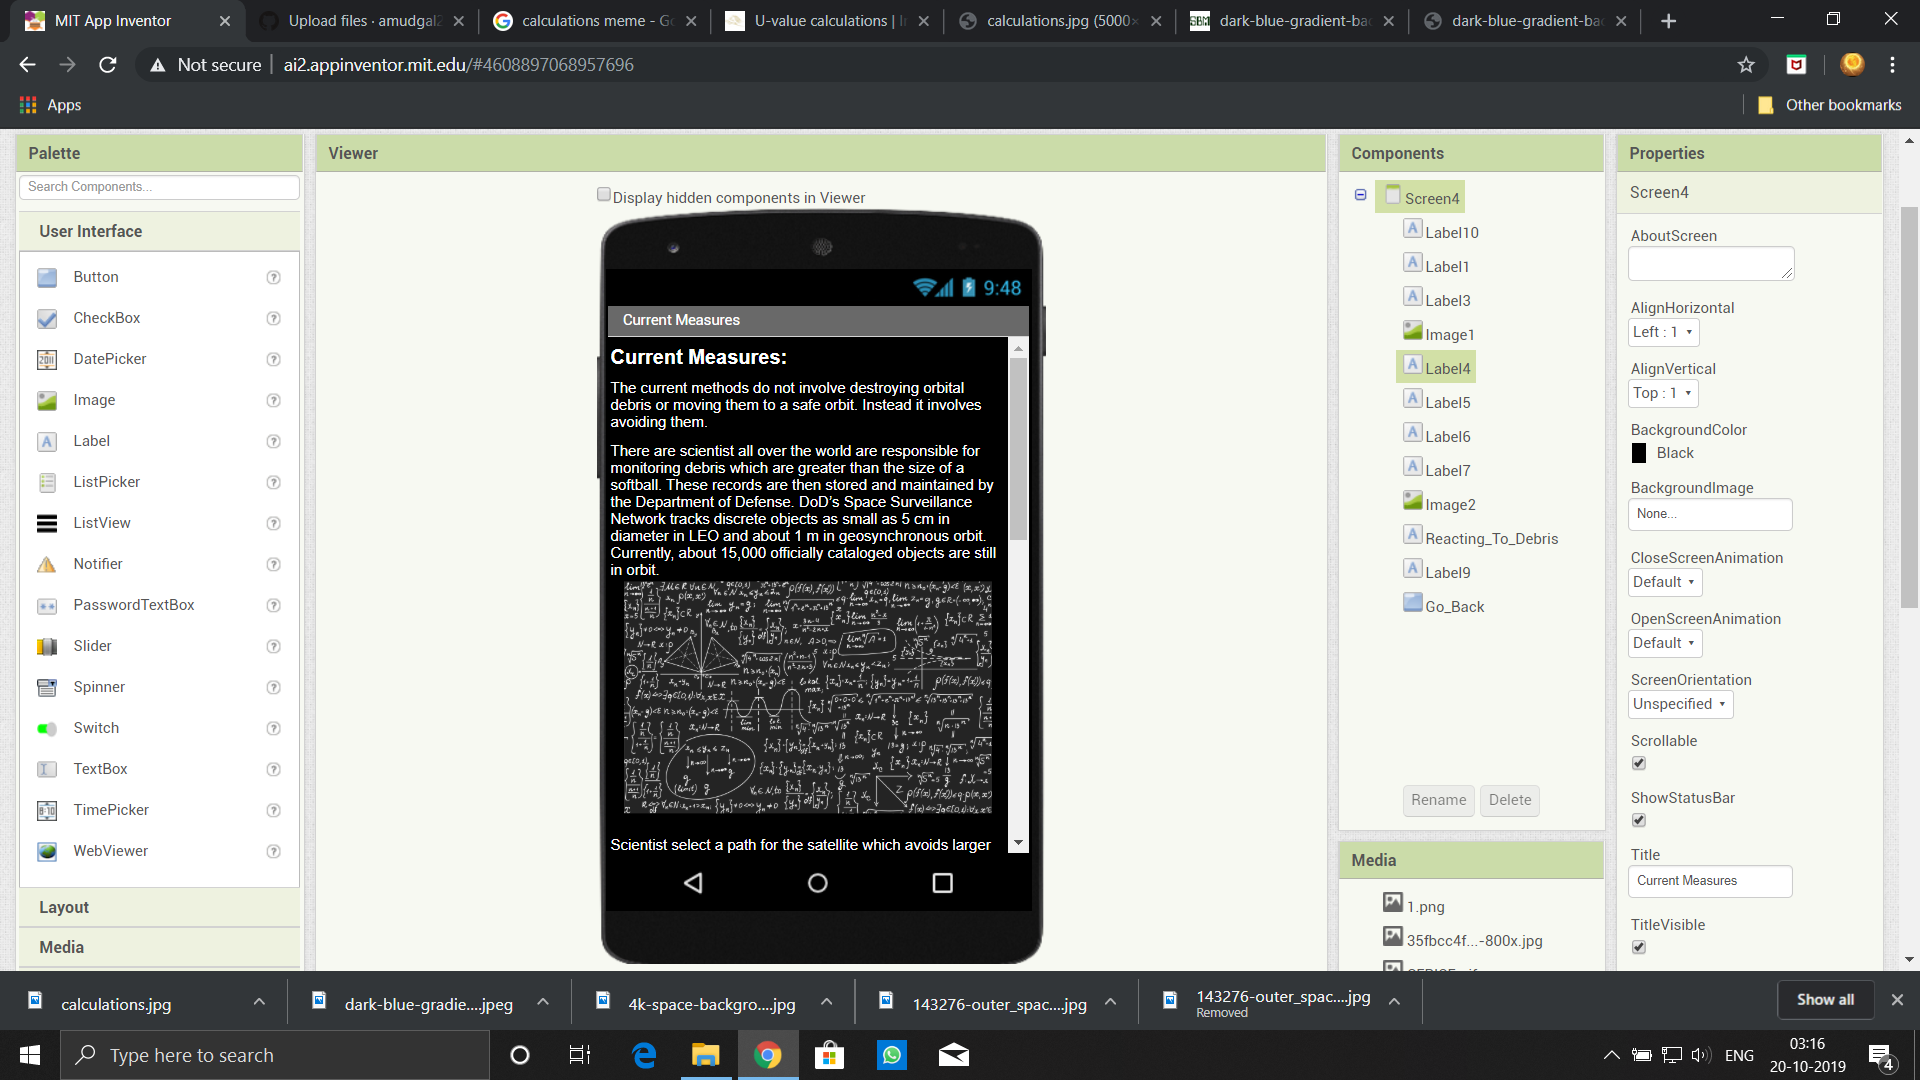 MIT App Inventor
Upload files · amudgal2
calculations meme - Go
U-value calculations | In
calculations.jpg (5000×
dark-blue-gradient-bac
dark-blue-gradient-bac
Not secure | ai2.appinventor.mit.edu/#4608897068957696
Apps
Other bookmarks
Palette
Search Components...
User Interface
Button
CheckBox
DatePicker
Image
Label
ListPicker
ListView
Notifier
PasswordTextBox
Slider
Spinner
Switch
TextBox
TimePicker
WebViewer
Layout
Media
Viewer
Display hidden components in Viewer
9:48
Current Measures
Current Measures:
The current methods do not involve destroying orbital
debris or moving them to a safe orbit. Instead it involves
avoiding them.
There are scientist all over the world are responsible for
monitoring debris which are greater than the size of a
softball. These records are then stored and maintained by
the Department of Defense. DoD's Space Surveillance
Network tracks discrete objects as small as 5 cm in
diameter in LEO and about 1 m in geosynchronous orbit.
Currently, about 15,000 officially cataloged objects are still
in orbit.
Scientist select a path for the satellite which avoids larger
Components
Screen4
Label10
Label1
Label3
Image1
Label4
Label5
Label6
Label7
Image2
Reacting_To_Debris
Label9
Go_Back
Rename Delete
Media
1.png
35fbcc4f...-800x.jpg
Properties
Screen4
AboutScreen
AlignHorizontal
Left : 1
AlignVertical
Top : 1
BackgroundColor
Black
BackgroundImage
None...
CloseScreenAnimation
Default
OpenScreenAnimation
Default
ScreenOrientation
Unspecified
Scrollable
ShowStatusBar
Title
Current Measures
TitleVisible
calculations.jpg
dark-blue-gradie....jpeg
4k-space-backgro....jpg
143276-outer_spac....jpg
143276-outer_spac....jpg
Removed
Show all
Type here to search
ENG
03:16
20-10-2019
4